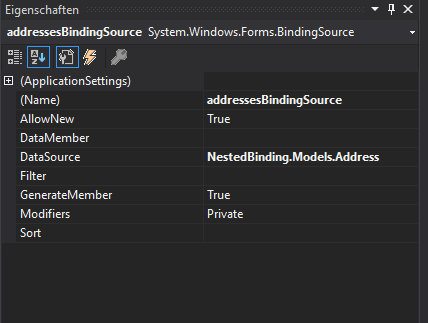 Eigenschaften
addressesBindingSource System.Windows.Forms.BindingSource
(ApplicationSettings)
(Name) addressesBindingSource
AllowNew True
DataMember
DataSource NestedBinding.Models.Address
Filter
GenerateMember True
Modifiers Private
Sort